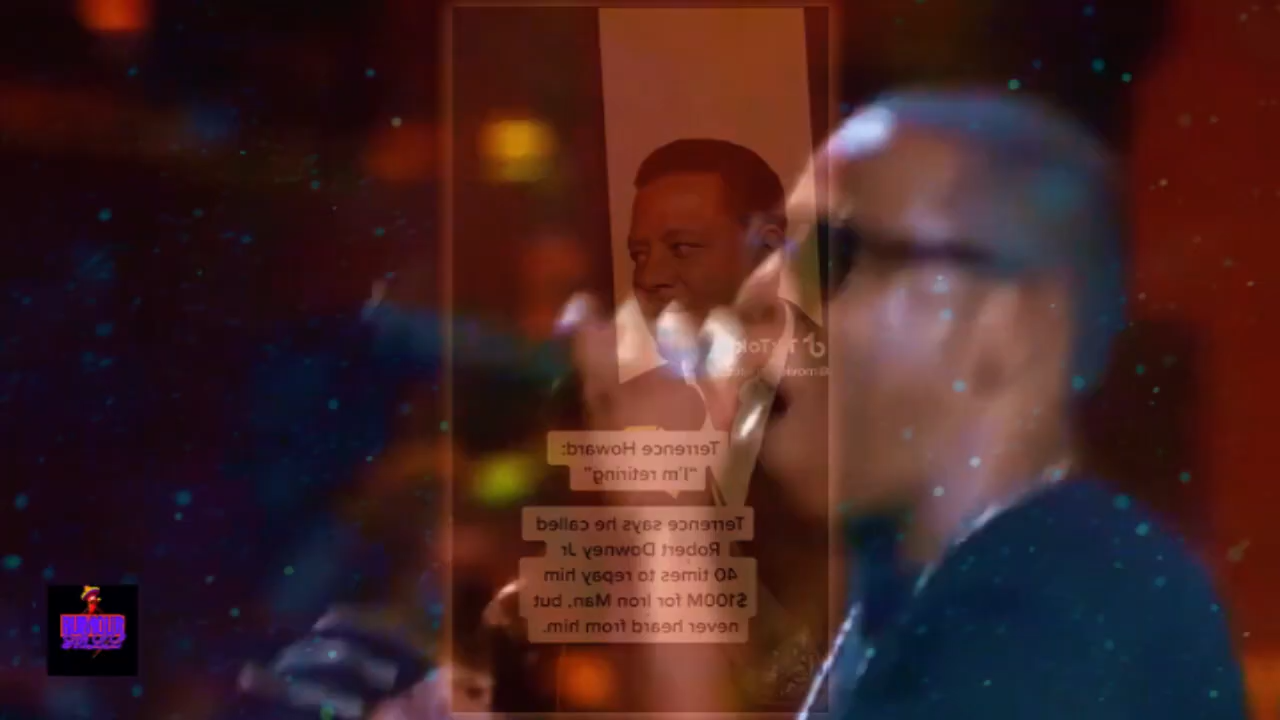 TikTok
Terrence Howard:
"I'm retiring"
Terrence says he called
Robert Downey Jr
40 times to repay him
$100M for Iron Man, but
never heard from him.